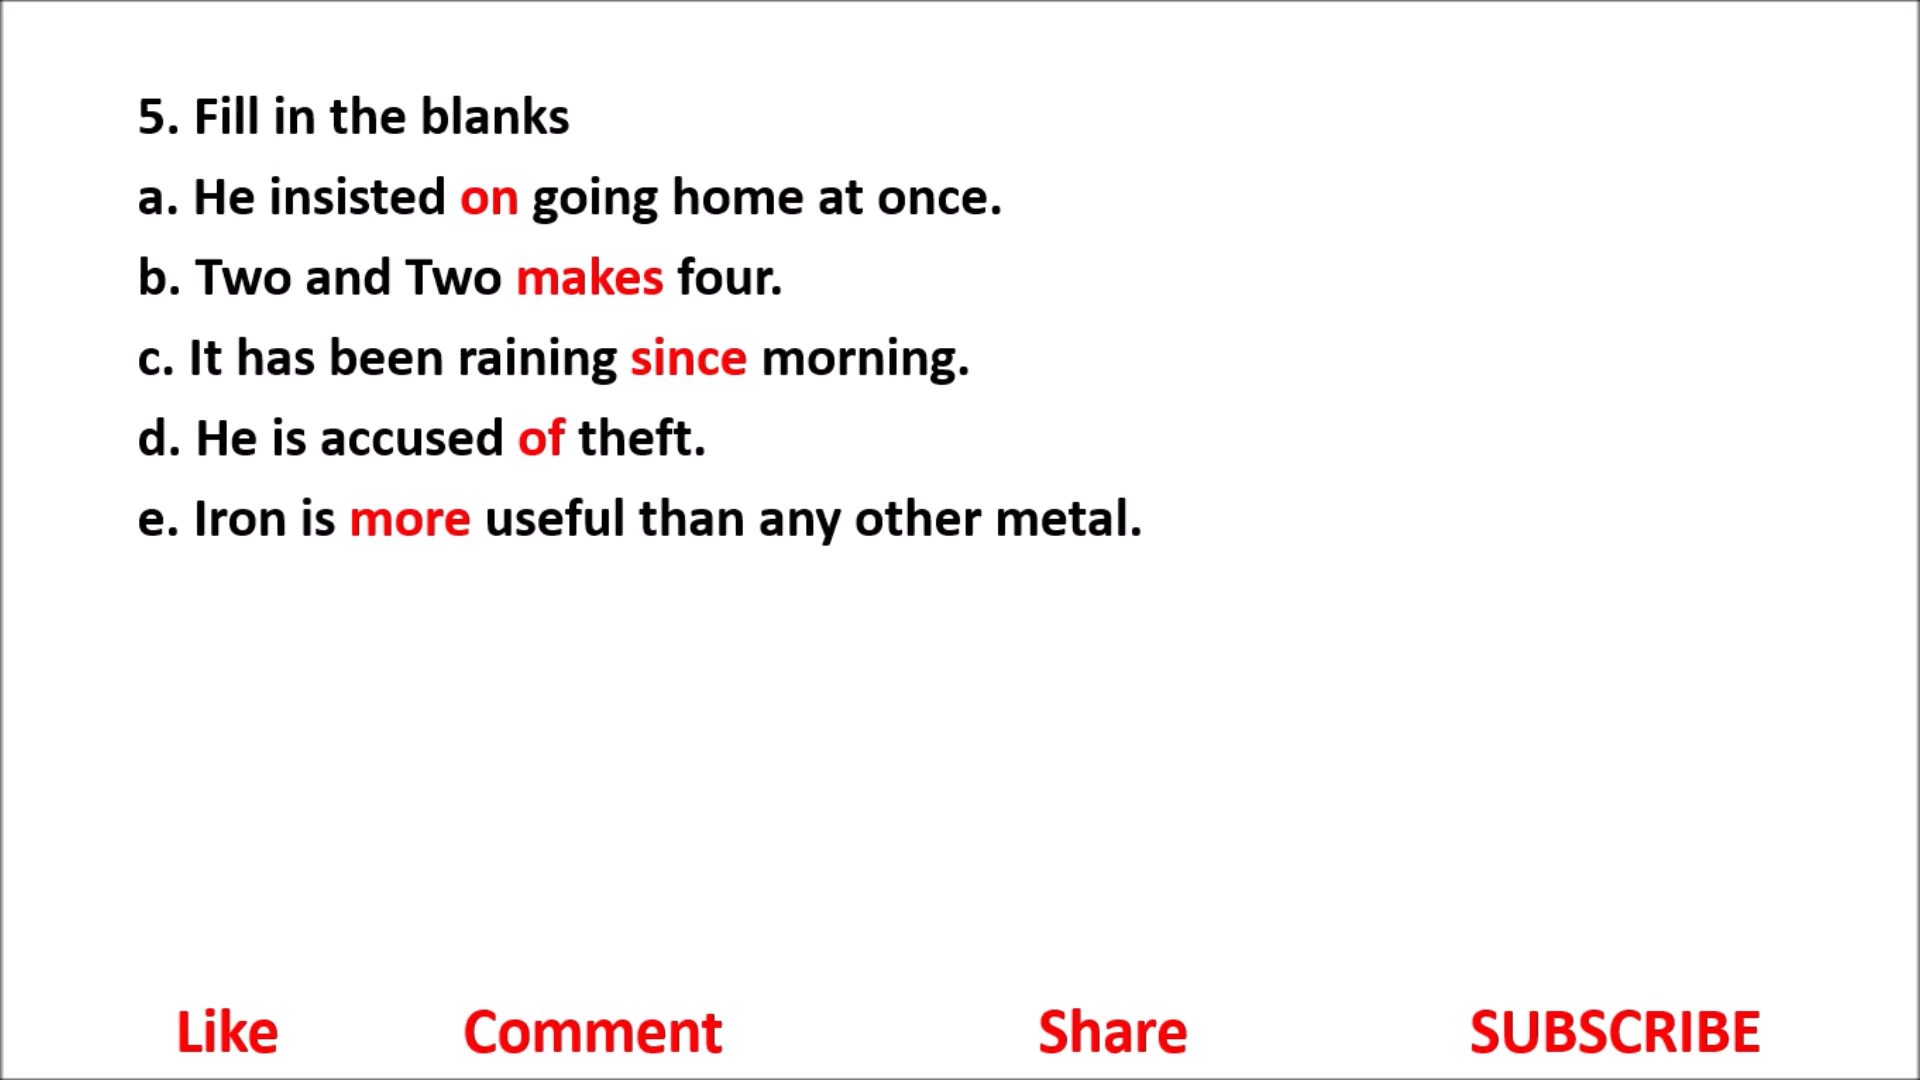 5. Fill in the blanks
a. He insisted on going home at once.
b. Two and Two makes four.
c. It has been raining since morning.
d. He is accused of theft.
e. Iron is more useful than any other metal.
Like Comment Share SUBSCRIBE